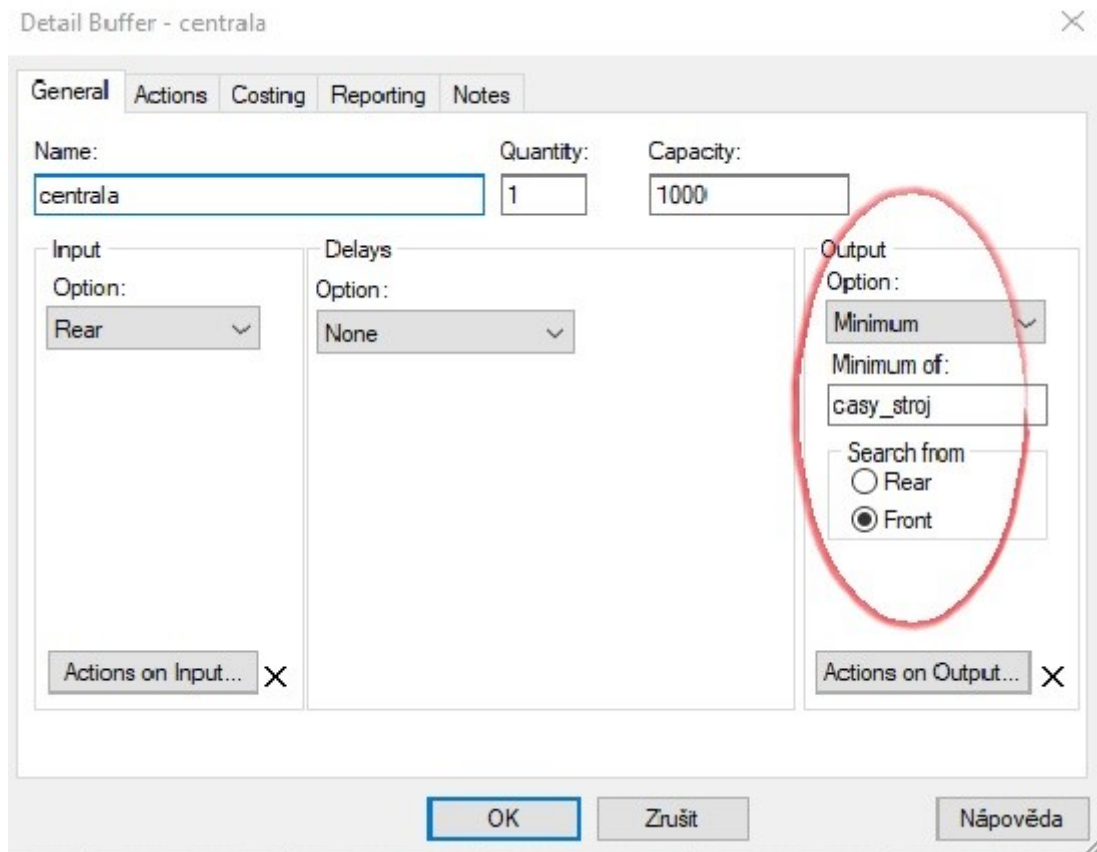 Detail Buffer - centrala
General Actions Costing Reporting Notes
Name: Quantity: Capacity:
centrala 1 1000
Input Delays Output
Option: Option: Option:
Rear None Minimum
Minimum of:
casy_stroj
Search from
Rear
Front
Actions on Input... X Actions on Output... X
OK Zrušit Nápověda